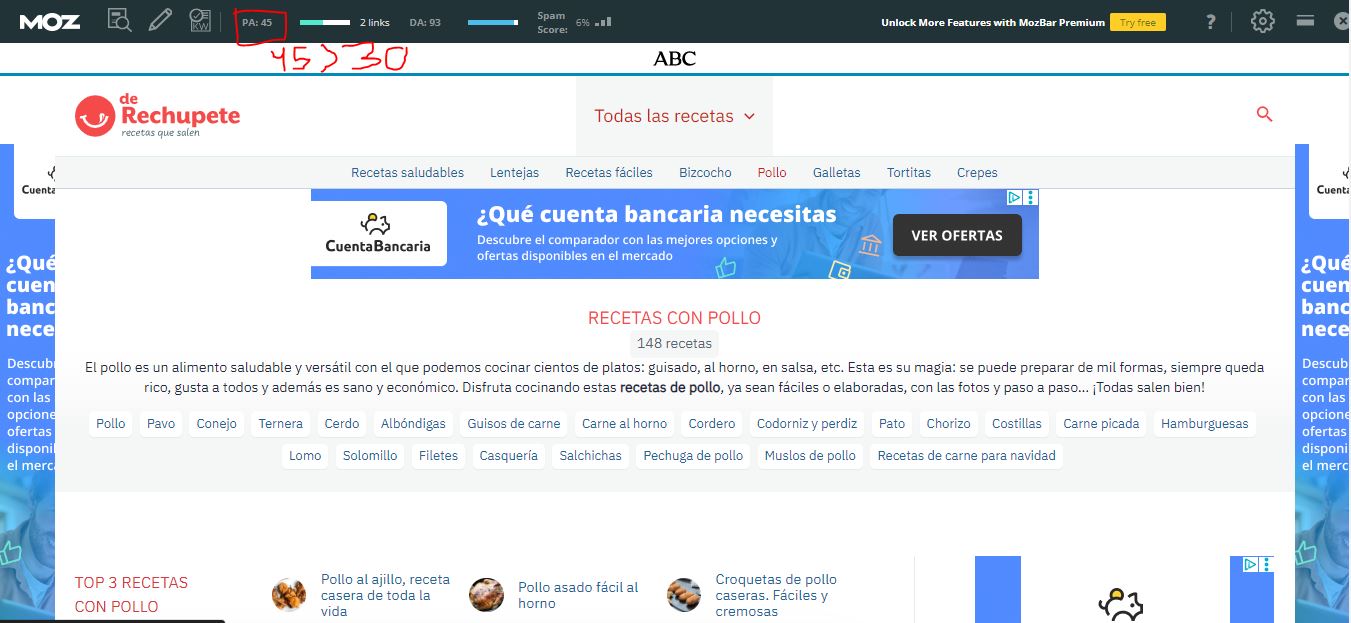 MOZ
KW
PA: 45
2 links
DA: 93
Spam Score:
6%
Unlock More Features with MozBar Premium
Try free
?
45 > 30
ABC
de
Rechupete
recetas que salen
Todas las recetas
Recetas saludables Lentejas Recetas fáciles Bizcocho Pollo Galletas Tortitas Crepes
CuentaBancaria
¿Qué cuenta bancaria necesitas
Descubre el comparador con las mejores opciones y
ofertas disponibles en el mercado
VER OFERTAS
Cuenta
¿Qué
cuen
banc
nece
Descub
compar
con las
opcione
ofertas
disponi
el merc
Cuenta
¿Qué
cuen
banc
nece
Descub
compar
con las
opcione
ofertas
disponi
el merc
RECETAS CON POLLO
148 recetas
El pollo es un alimento saludable y versátil con el que podemos cocinar cientos de platos: guisado, al horno, en salsa, etc. Esta es su magia: se puede preparar de mil formas, siempre queda
rico, gusta a todos y además es sano y económico. Disfruta cocinando estas recetas de pollo, ya sean fáciles o elaboradas, con las fotos y paso a paso... ¡Todas salen bien!
Pollo Pavo Conejo Ternera Cerdo Albóndigas Guisos de carne Carne al horno Cordero Codorniz y perdiz Pato Chorizo Costillas Carne picada Hamburguesas
Lomo Solomillo Filetes Casquería Salchichas Pechuga de pollo Muslos de pollo Recetas de carne para navidad
TOP 3 RECETAS
CON POLLO
Pollo al ajillo, receta
casera de toda la
vida
Pollo asado fácil al
horno
Croquetas de pollo
caseras. Fáciles y
cremosas